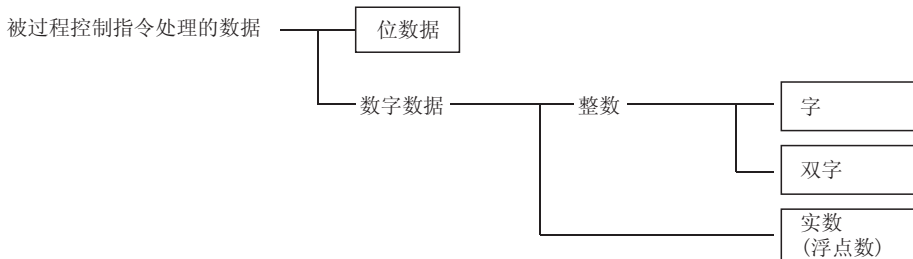 被过程控制指令处理的数据
位数据
数字数据
整数
字
双字
实数
(浮点数)